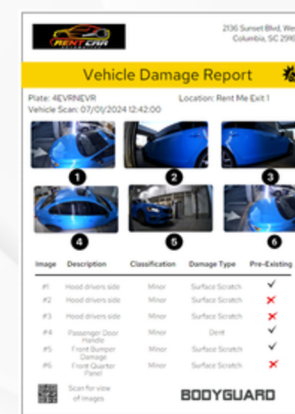 RENT CAR
2136 Sunset Blvd, Wes
Columbia, SC 2916
Vehicle Damage Report
Plate: 4EVRNEVR
Location: Rent Me Exit 1
Vehicle Scan: 07/01/2024 12:42:00
1
2
3
4
5
6
Image Description Classification Damage Type Pre-Existing
#1 Hood drivers side Minor Surface Scratch ✓
#2 Hood drivers side Minor Surface Scratch ✗
#3 Hood drivers side Minor Surface Scratch ✗
#4 Passenger Door Minor Dent ✓
Handle
#5 Front Bumper Minor Surface Scratch ✓
Damage
#6 Front Quarter Minor Surface Scratch ✗
Panel
Scan for view
of Images
BODYGUARD